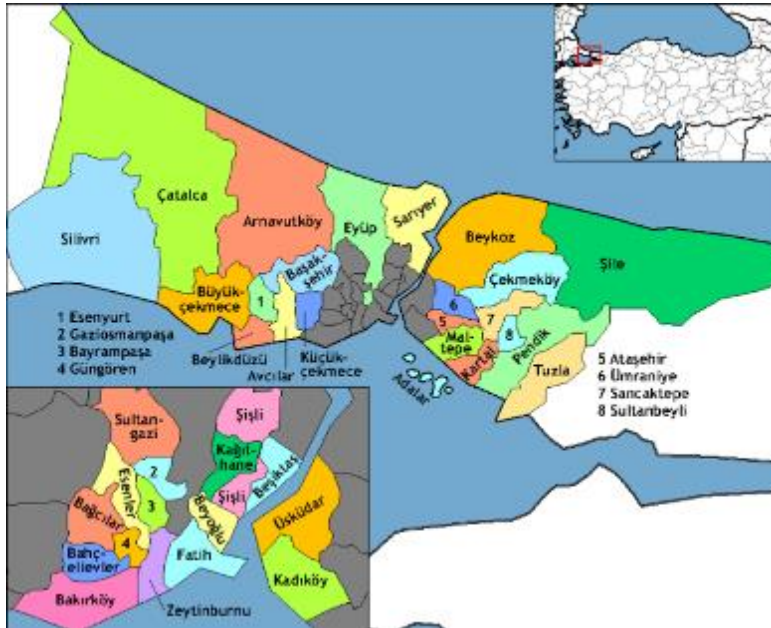 Silivri
Çatalca
Arnavutköy
Eyüp
Sarıyer
Büyük-
çekmece
1
Başak-
şehir
Beylikdüzü
Avcılar
Küçük-
çekmece
1 Esenyurt
2 Gaziosmanpaşa
3 Bayrampaşa
4 Güngören
Beykoz
Şile
Çekmeköy
6
5
7
8
Mal-
tepe
Kartal
Pendik
Tuzla
Adalar
5 Ataşehir
6 Ümraniye
7 Sancaktepe
8 Sultanbeyli
Sultan-
gazi
Şişli
Kağıt-
hane
Beşiktaş
Esenler
2
3
Şişli
Beyoğlu
Üsküdar
Bağcılar
4
Bahç-
elievler
Fatih
Kadıköy
Bakırköy
Zeytinburnu